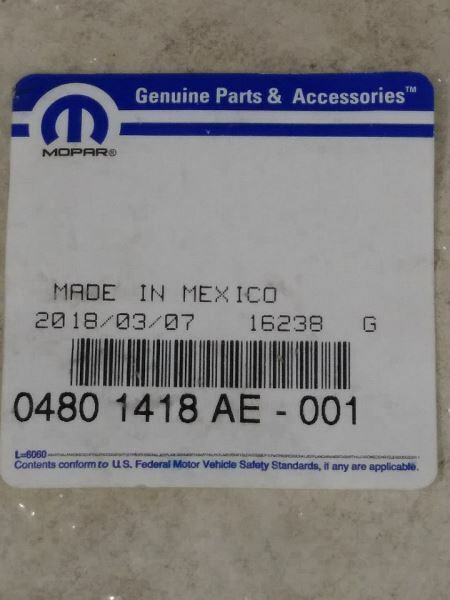 Genuine Parts & Accessories™
MOPAR®
MADE IN MEXICO
2018/03/07 16238 G
0480 1418 AE - 001
L=6060
Contents conform to U.S. Federal Motor Vehicle Safety Standards, if any are applicable.